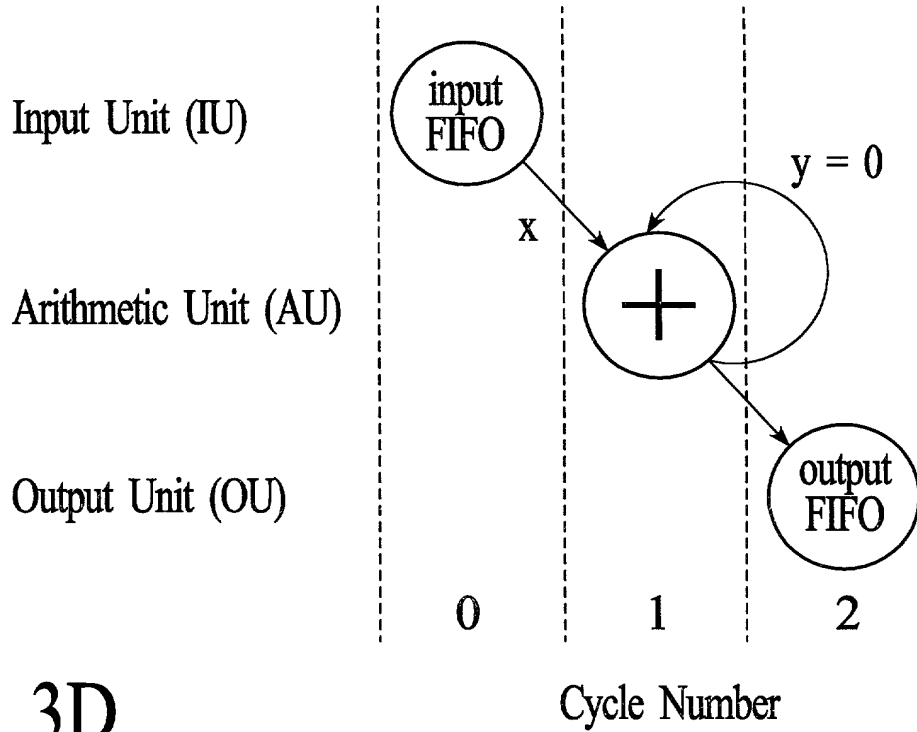 input
FIFO
Input Unit (IU)
y = 0
x
Arithmetic Unit (AU)
+
output
FIFO
Output Unit (OU)
0 1 2
3D
Cycle Number